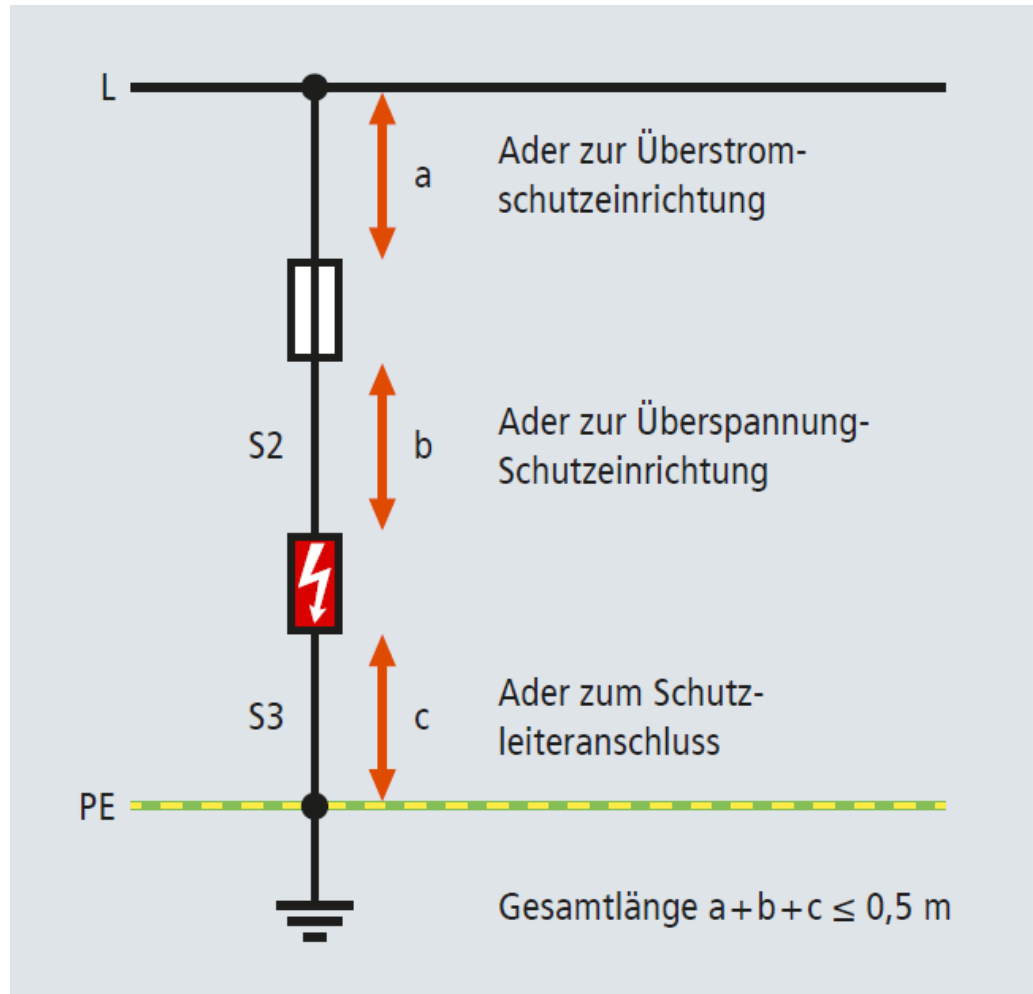 L
a
Ader zur Überstrom-
schutzeinrichtung
S2
b
Ader zur Überspannung-
Schutzeinrichtung
S3
c
Ader zum Schutz-
leiteranschluss
PE
Gesamtlänge a+b+c ≤ 0,5 m